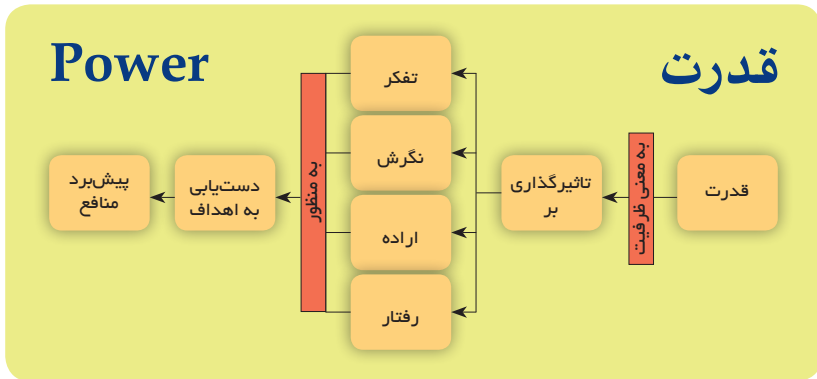 قدرت
Power
قدرت
به معنی ظرفیت
تاثیرگذاری
بر
تفکر
نگرش
اراده
رفتار
به منظور
دست‌یابی
به اهداف
پیش‌برد
منافع